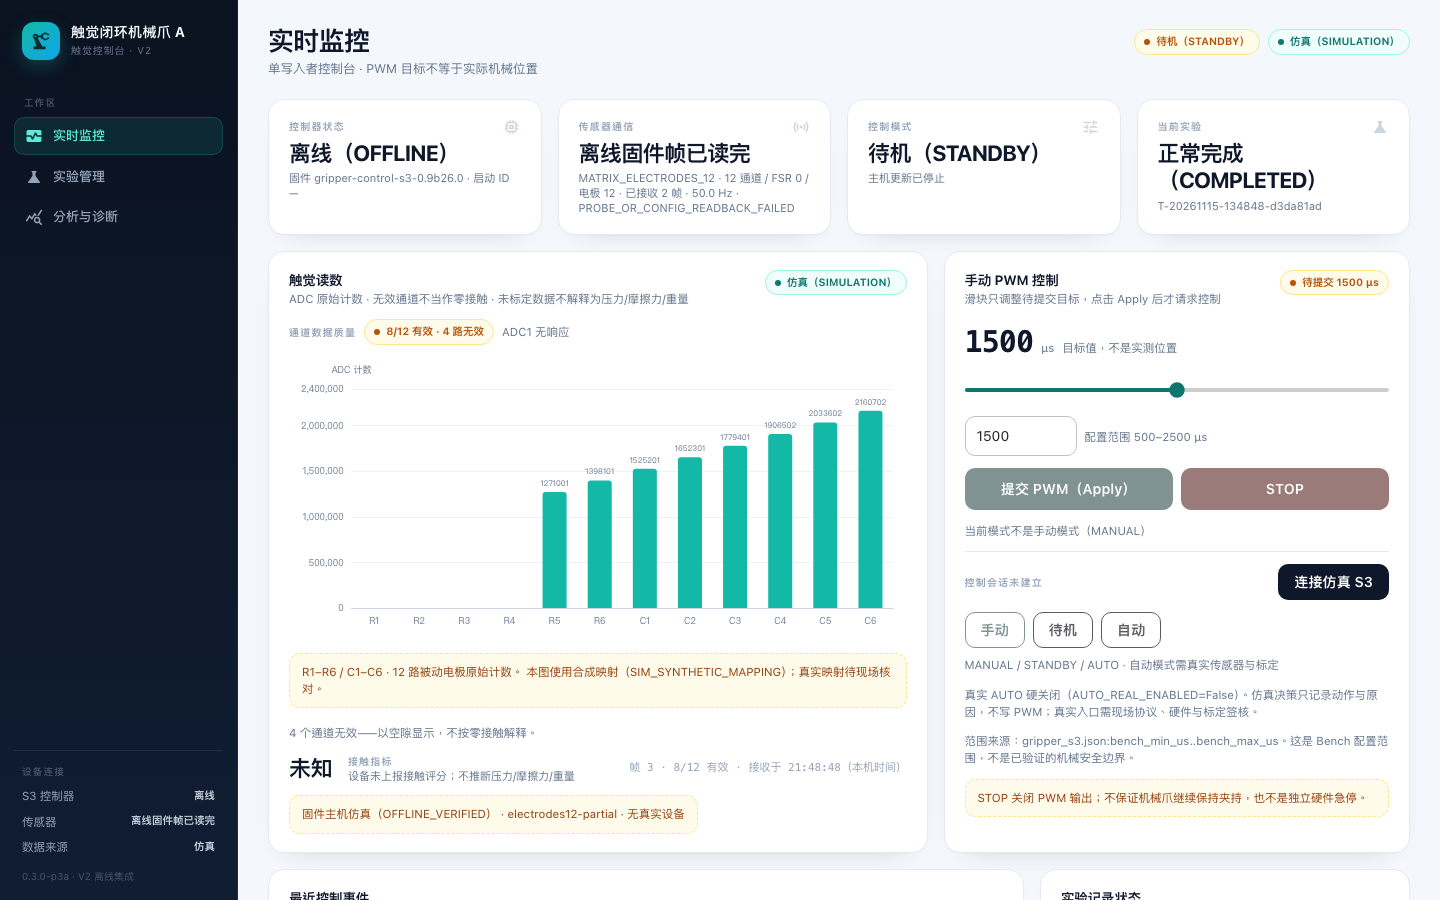 触觉闭环机械爪 A
触觉控制台 · V2
工作区
实时监控
实验管理
分析与诊断
设备连接
S3 控制器 离线
传感器 离线固件帧已读完
数据来源 仿真
0.3.0-p3a · V2 离线集成
实时监控
单写入者控制台 · PWM 目标不等于实际机械位置
待机（STANDBY）
仿真（SIMULATION）
控制器状态
离线（OFFLINE）
固件 gripper-control-s3-0.9b26.0 · 启动 ID
—
传感器通信
离线固件帧已读完
MATRIX_ELECTRODES_12 · 12 通道 / FSR 0 /
电极 12 · 已接收 2 帧 · 50.0 Hz ·
PROBE_OR_CONFIG_READBACK_FAILED
控制模式
待机（STANDBY）
主机更新已停止
当前实验
正常完成
（COMPLETED）
T-20261115-134848-d3da81ad
触觉读数
ADC 原始计数 · 无效通道不当作零接触 · 未标定数据不解释为压力/摩擦力/重量
仿真（SIMULATION）
通道数据质量
8/12 有效 · 4 路无效
ADC1 无响应
ADC 计数
2,400,000
2,000,000
1,500,000
1,000,000
500,000
0
1271001
1398101
1525201
1652301
1779401
1906502
2033602
2160702
R1 R2 R3 R4 R5 R6 C1 C2 C3 C4 C5 C6
R1–R6 / C1–C6 · 12 路被动电极原始计数。 本图使用合成映射（SIM_SYNTHETIC_MAPPING）；真实映射待现场核
对。
4 个通道无效——以空隙显示，不按零接触解释。
未知
接触指标
设备未上报接触评分；不推断压力/摩擦力/重量
帧 3 · 8/12 有效 · 接收于 21:48:48（本机时间）
固件主机仿真（OFFLINE_VERIFIED） · electrodes12-partial · 无真实设备
手动 PWM 控制
滑块只调整待提交目标，点击 Apply 后才请求控制
待提交 1500 µs
1500 µs 目标值，不是实测位置
1500
配置范围 500–2500 µs
提交 PWM（Apply）
STOP
当前模式不是手动模式（MANUAL）
控制会话未建立
连接仿真 S3
手动
待机
自动
MANUAL / STANDBY / AUTO · 自动模式需真实传感器与标定
真实 AUTO 硬关闭（AUTO_REAL_ENABLED=False）。仿真决策只记录动作与原
因，不写 PWM；真实入口需现场协议、硬件与标定签核。
范围来源：gripper_s3.json:bench_min_us..bench_max_us。这是 Bench 配置范
围，不是已验证的机械安全边界。
STOP 关闭 PWM 输出；不保证机械爪继续保持夹持，也不是独立硬件急停。
最近控制事件
实验记录状态